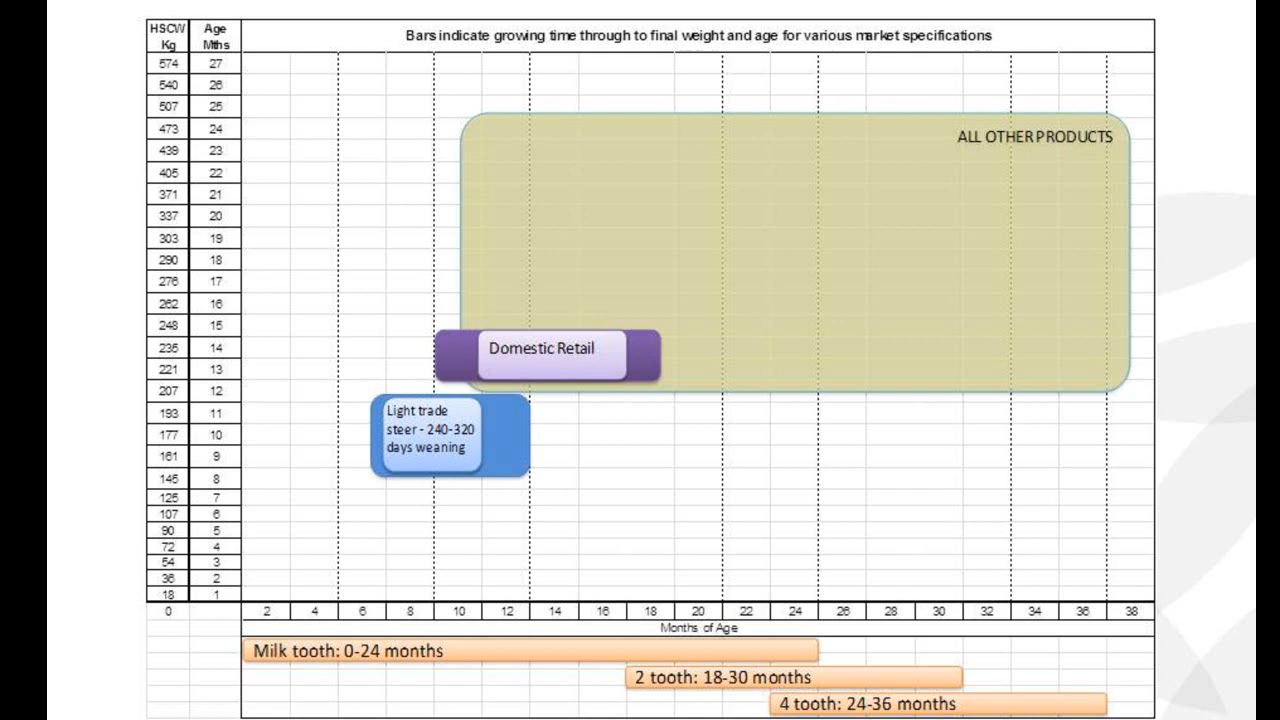 HSCW Age Bars indicate growing time through to final weight and age for various market specifications
Kg Mths
574 27
540 26
507 25
473 24 ALL OTHER PRODUCTS
439 23
405 22
371 21
337 20
303 19
290 18
276 17
262 16
248 15
235 14 Domestic Retail
221 13
207 12
193 11 Light trade
177 10 steer - 240-320
161 9 days weaning
145 8
125 7
107 6
90 5
72 4
54 3
36 2
18 1
0 2 4 6 8 10 12 14 16 18 20 22 24 26 28 30 32 34 36 38
Months of Age
Milk tooth: 0-24 months
2 tooth: 18-30 months
4 tooth: 24-36 months